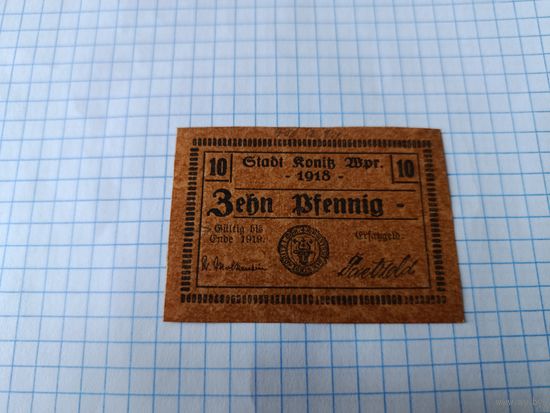 10 Stadt Konitz Wpr. 10
- 1918 -
Zehn Pfennig -
Gültig bis
Ende 1919.
Ersatzgeld.